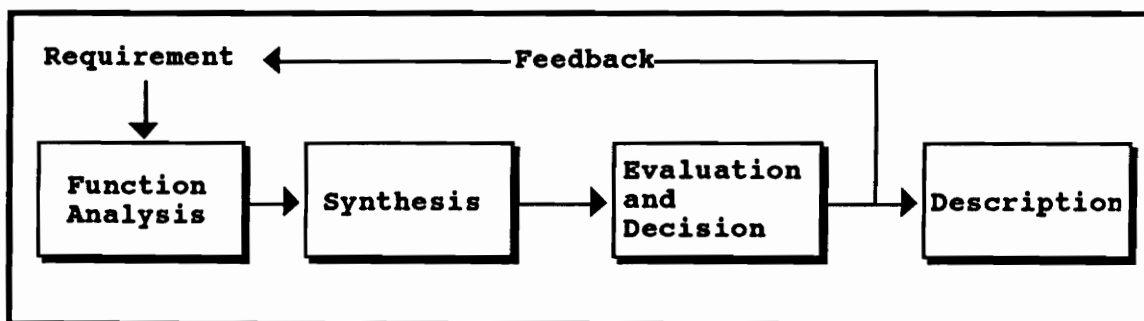 Requirement
Feedback
Function
Analysis
Synthesis
Evaluation
and
Decision
Description